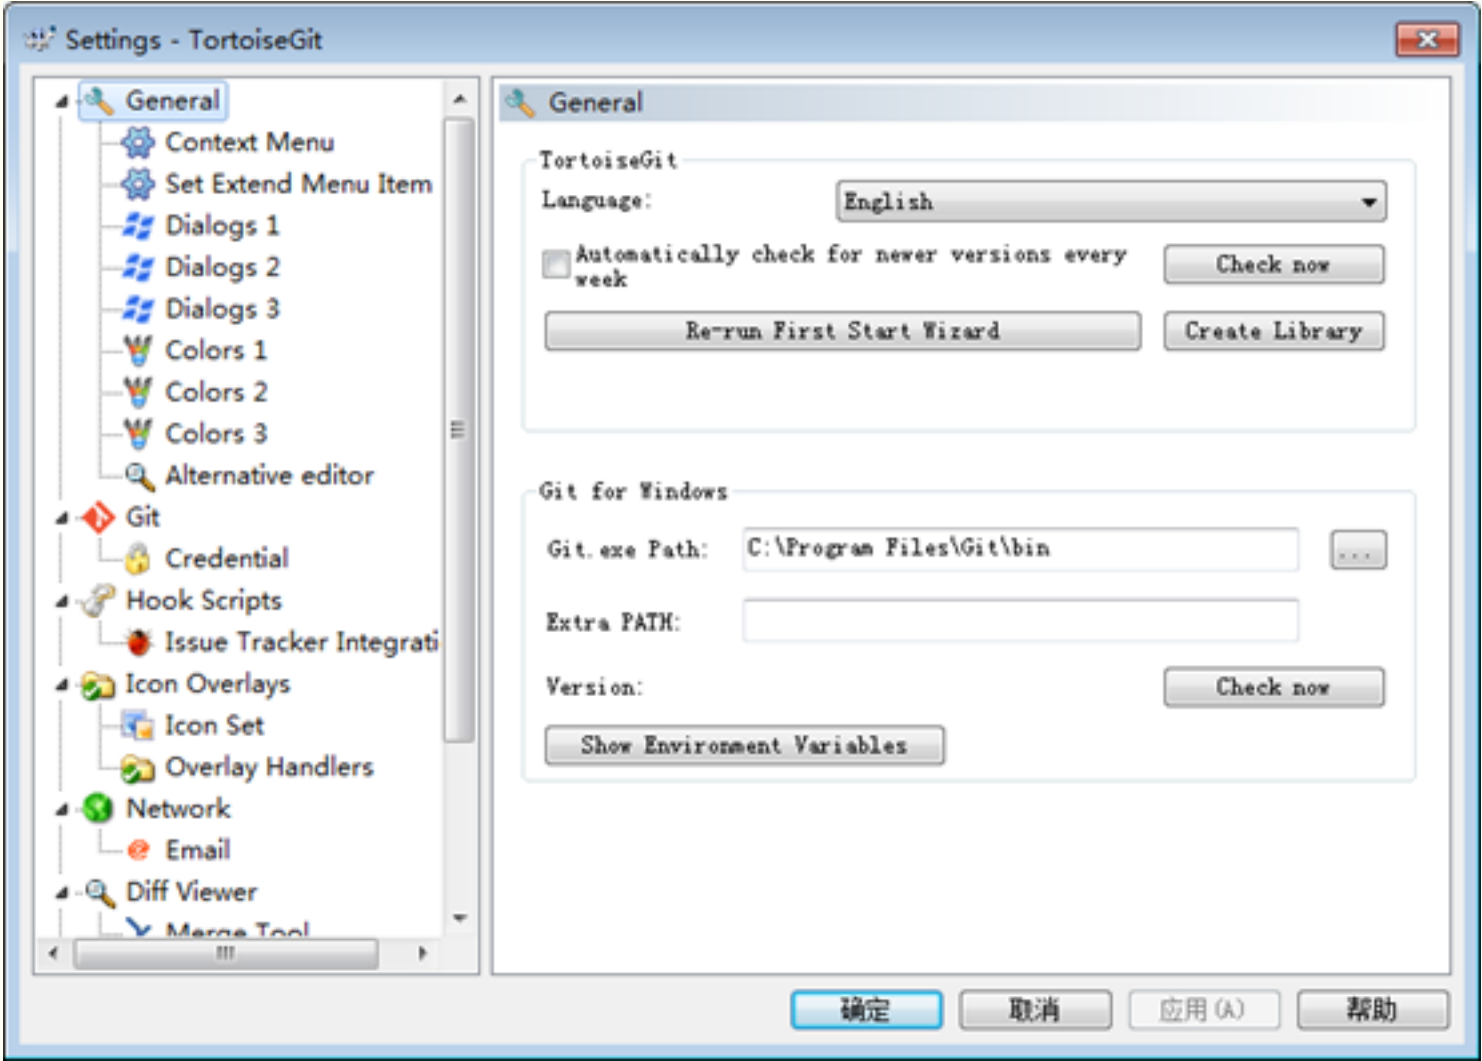 Settings - TortoiseGit
General
Context Menu
Set Extend Menu Item
Dialogs 1
Dialogs 2
Dialogs 3
Colors 1
Colors 2
Colors 3
Alternative editor
Git
Credential
Hook Scripts
Issue Tracker Integrati
Icon Overlays
Icon Set
Overlay Handlers
Network
Email
Diff Viewer
Merge Tool
General
TortoiseGit
Language:
English
Automatically check for newer versions every
week
Check now
Re-run First Start Wizard
Create Library
Git for Windows
Git.exe Path:
C:\Program Files\Git\bin
...
Extra PATH:
Version:
Check now
Show Environment Variables
确定
取消
应用(A)
帮助